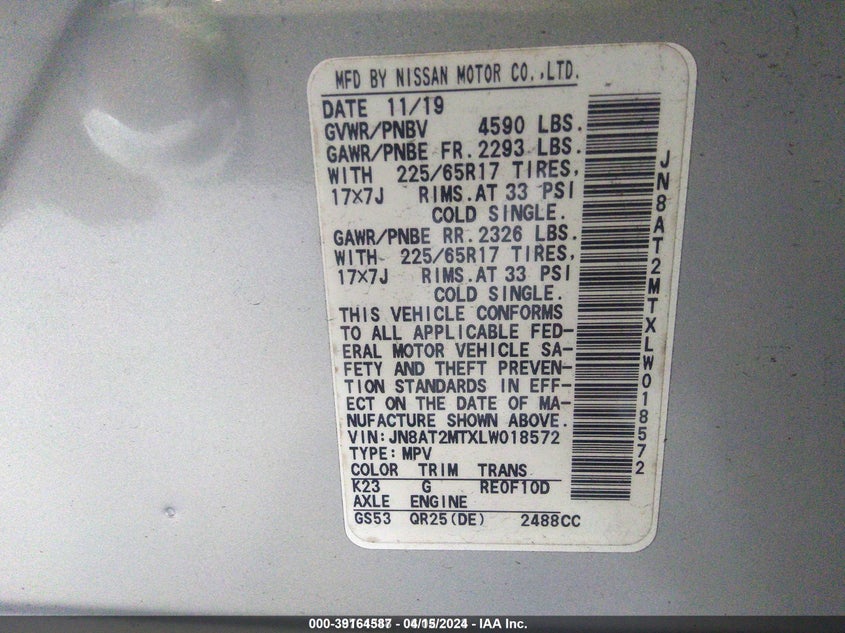 MFD BY NISSAN MOTOR CO.,LTD.
DATE 11/19
GVWR/PNBV 4590 LBS.
GAWR/PNBE FR. 2293 LBS.
WITH 225/65R17 TIRES,
17X7J RIMS.AT 33 PSI
COLD SINGLE.
GAWR/PNBE RR. 2326 LBS.
WITH 225/65R17 TIRES,
17X7J RIMS.AT 33 PSI
COLD SINGLE.
THIS VEHICLE CONFORMS
TO ALL APPLICABLE FED-
ERAL MOTOR VEHICLE SA-
FETY AND THEFT PREVEN-
TION STANDARDS IN EFF-
ECT ON THE DATE OF MA-
NUFACTURE SHOWN ABOVE.
VIN:JN8AT2MTXLW018572
TYPE:MPV
COLOR TRIM TRANS
K23 G RE0F10D
AXLE ENGINE
GS53 QR25(DE) 2488CC
JN8AT2MTXLW018572
000-39164587 - 04/15/2024 - IAA Inc.